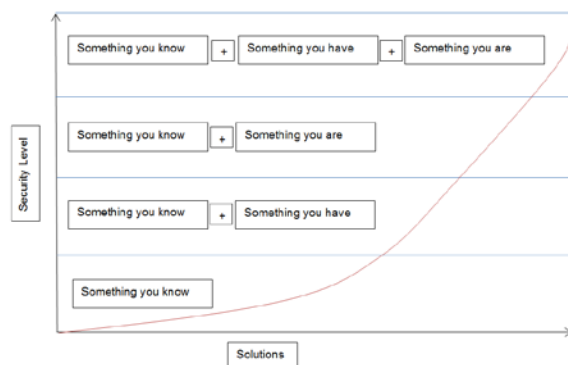 Something you know + Something you have + Something you are
Something you know + Something you are
Something you know + Something you have
Something you know
Security Level
Solutions